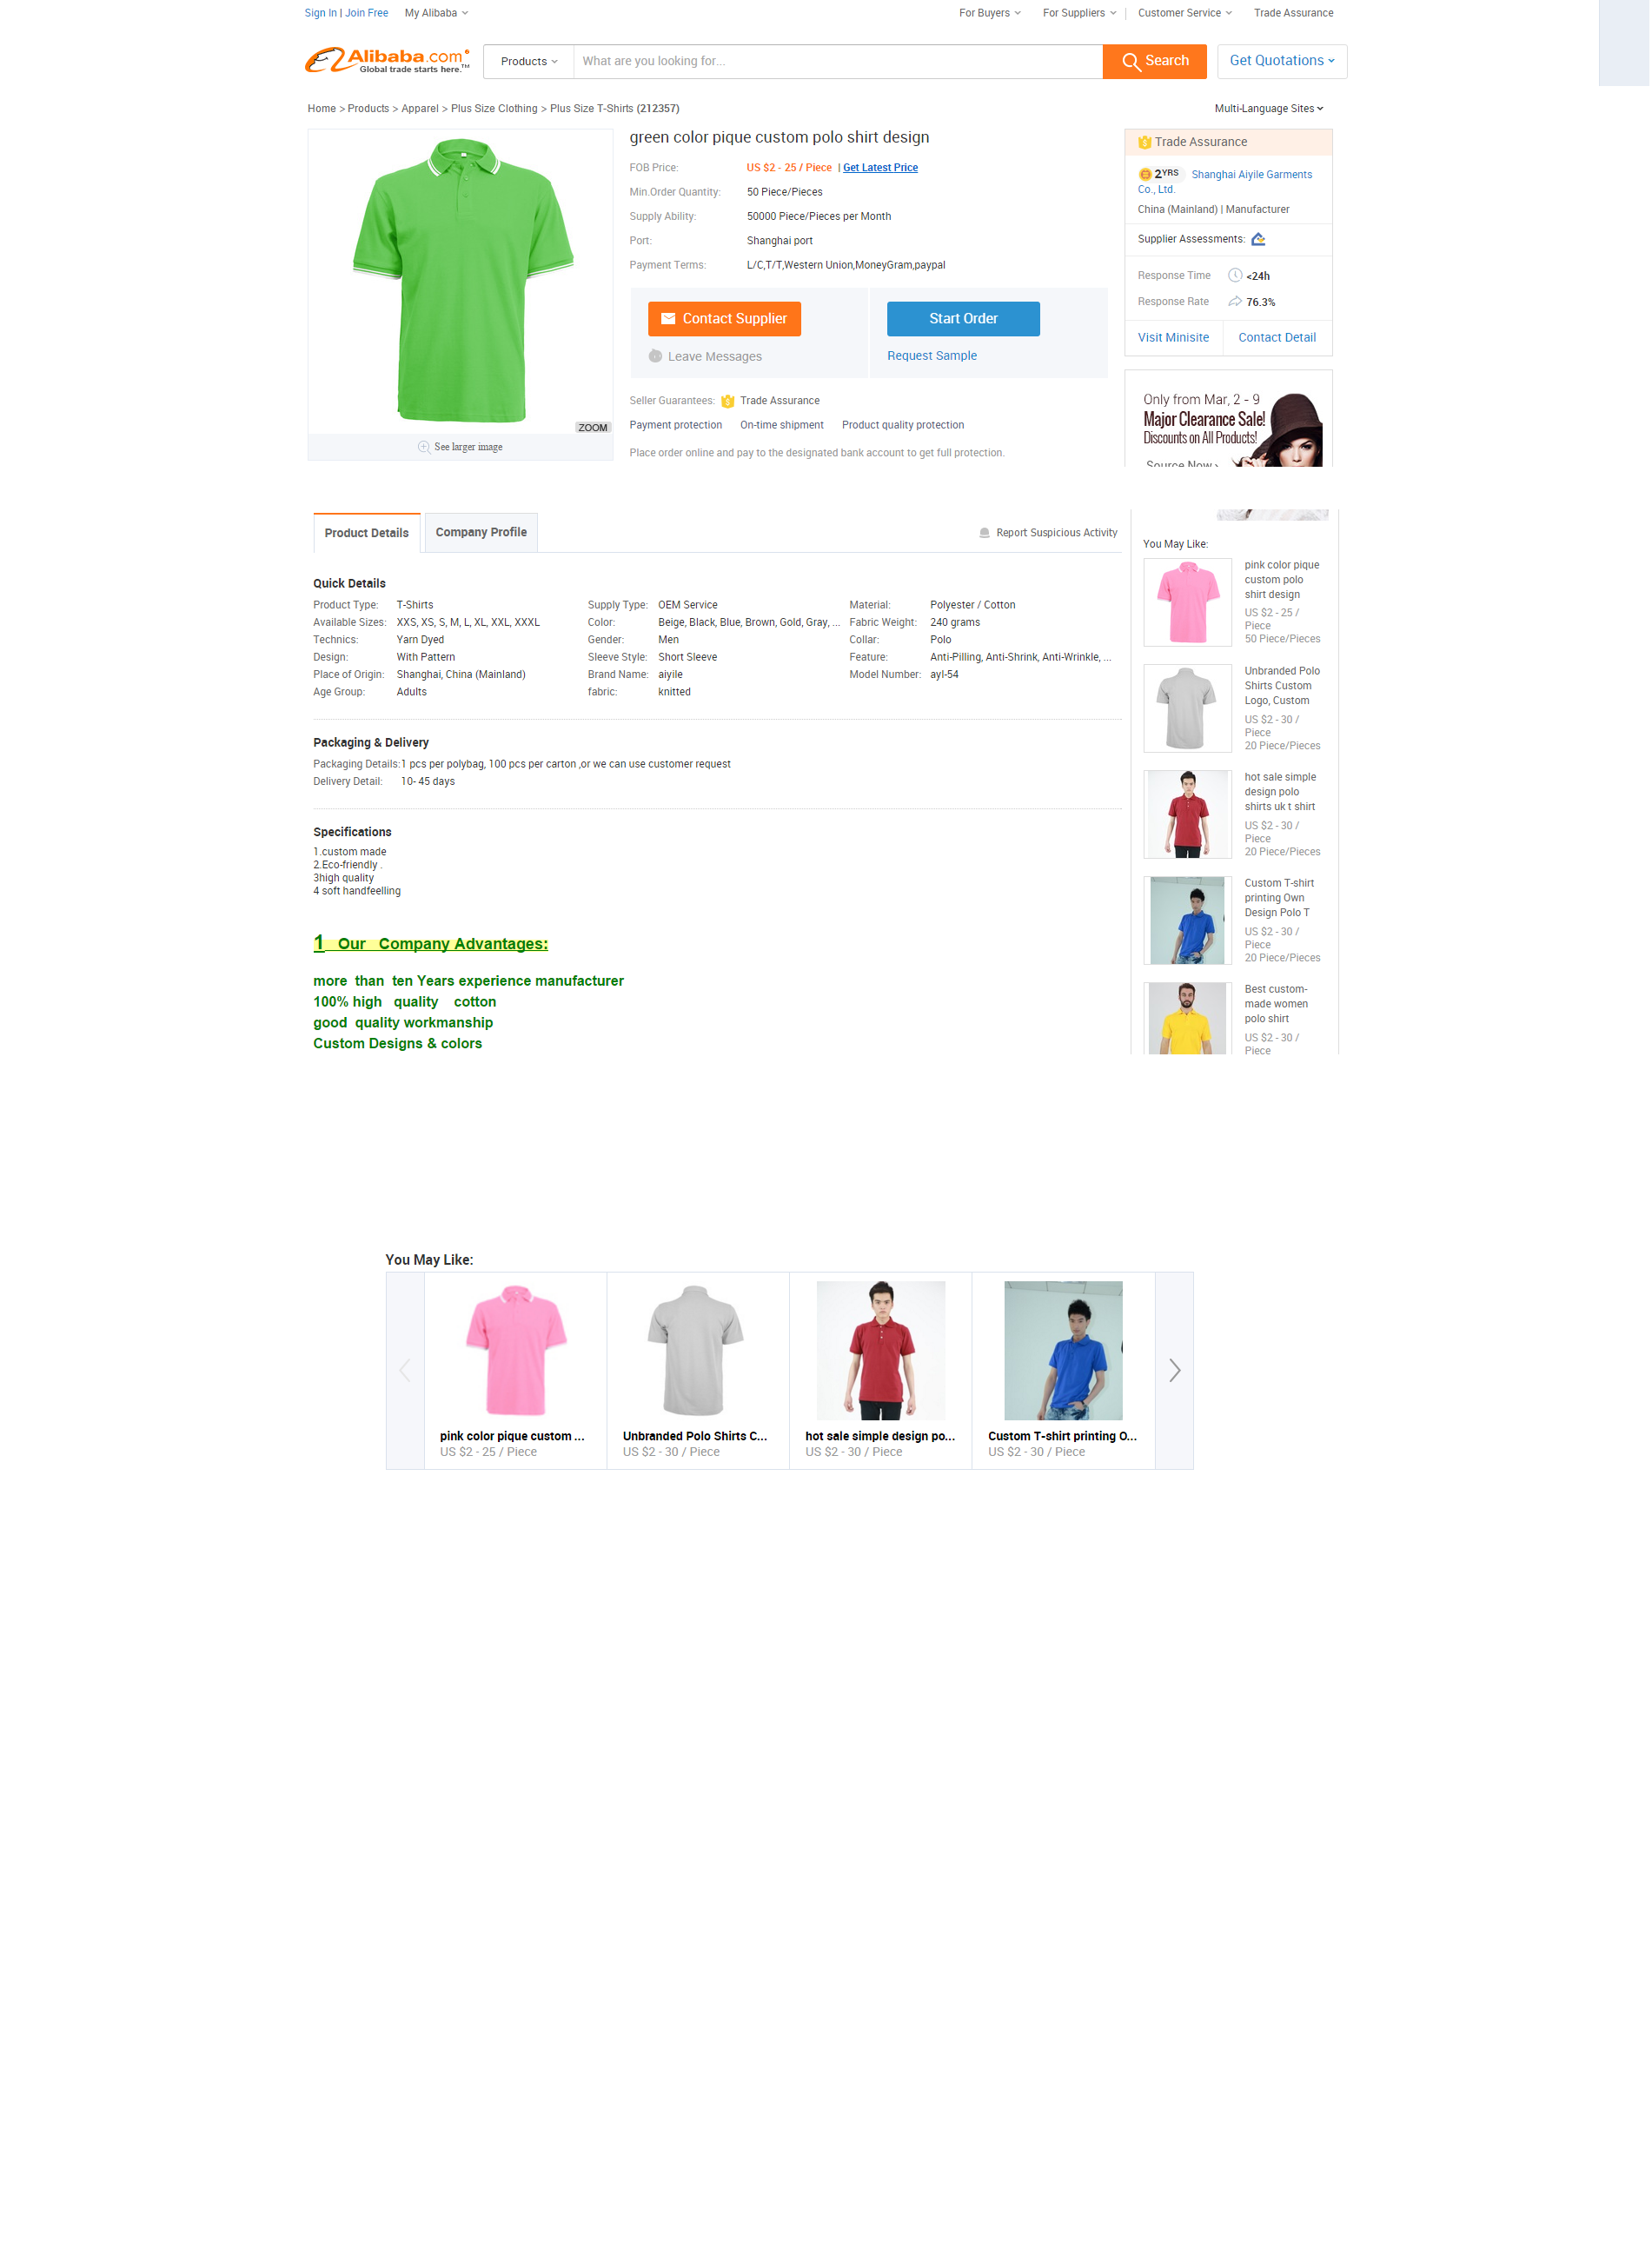 Sign In | Join Free My Alibaba For Buyers For Suppliers Customer Service Trade Assurance
Alibaba.com®
Global trade starts here.™
Products What are you looking for... Search Get Quotations
Home > Products > Apparel > Plus Size Clothing > Plus Size T-Shirts (212357) Multi-Language Sites
green color pique custom polo shirt design
FOB Price: US $2 - 25 / Piece | Get Latest Price
Min.Order Quantity: 50 Piece/Pieces
Supply Ability: 50000 Piece/Pieces per Month
Port: Shanghai port
Payment Terms: L/C,T/T,Western Union,MoneyGram,paypal
Contact Supplier Start Order
Leave Messages Request Sample
Seller Guarantees: Trade Assurance
Payment protection On-time shipment Product quality protection
Place order online and pay to the designated bank account to get full protection.
ZOOM
See larger image
Trade Assurance
2YRS Shanghai Aiyile Garments
Co., Ltd.
China (Mainland) | Manufacturer
Supplier Assessments:
Response Time <24h
Response Rate 76.3%
Visit Minisite Contact Detail
Only from Mar, 2 - 9
Major Clearance Sale!
Discounts on All Products!
Source Now ›
Product Details Company Profile Report Suspicious Activity
Quick Details
Product Type: T-Shirts Supply Type: OEM Service Material: Polyester / Cotton
Available Sizes: XXS, XS, S, M, L, XL, XXL, XXXL Color: Beige, Black, Blue, Brown, Gold, Gray, ... Fabric Weight: 240 grams
Technics: Yarn Dyed Gender: Men Collar: Polo
Design: With Pattern Sleeve Style: Short Sleeve Feature: Anti-Pilling, Anti-Shrink, Anti-Wrinkle, ...
Place of Origin: Shanghai, China (Mainland) Brand Name: aiyile Model Number: ayl-54
Age Group: Adults fabric: knitted
Packaging & Delivery
Packaging Details:1 pcs per polybag, 100 pcs per carton ,or we can use customer request
Delivery Detail: 10- 45 days
Specifications
1.custom made
2.Eco-friendly .
3high quality
4 soft handfeelling
1 Our Company Advantages:
more than ten Years experience manufacturer
100% high quality cotton
good quality workmanship
Custom Designs & colors
You May Like:
pink color pique
custom polo
shirt design
US $2 - 25 /
Piece
50 Piece/Pieces
Unbranded Polo
Shirts Custom
Logo, Custom
US $2 - 30 /
Piece
20 Piece/Pieces
hot sale simple
design polo
shirts uk t shirt
US $2 - 30 /
Piece
20 Piece/Pieces
Custom T-shirt
printing Own
Design Polo T
US $2 - 30 /
Piece
20 Piece/Pieces
Best custom-
made women
polo shirt
US $2 - 30 /
Piece
You May Like:
pink color pique custom ... Unbranded Polo Shirts C... hot sale simple design po... Custom T-shirt printing O...
US $2 - 25 / Piece US $2 - 30 / Piece US $2 - 30 / Piece US $2 - 30 / Piece